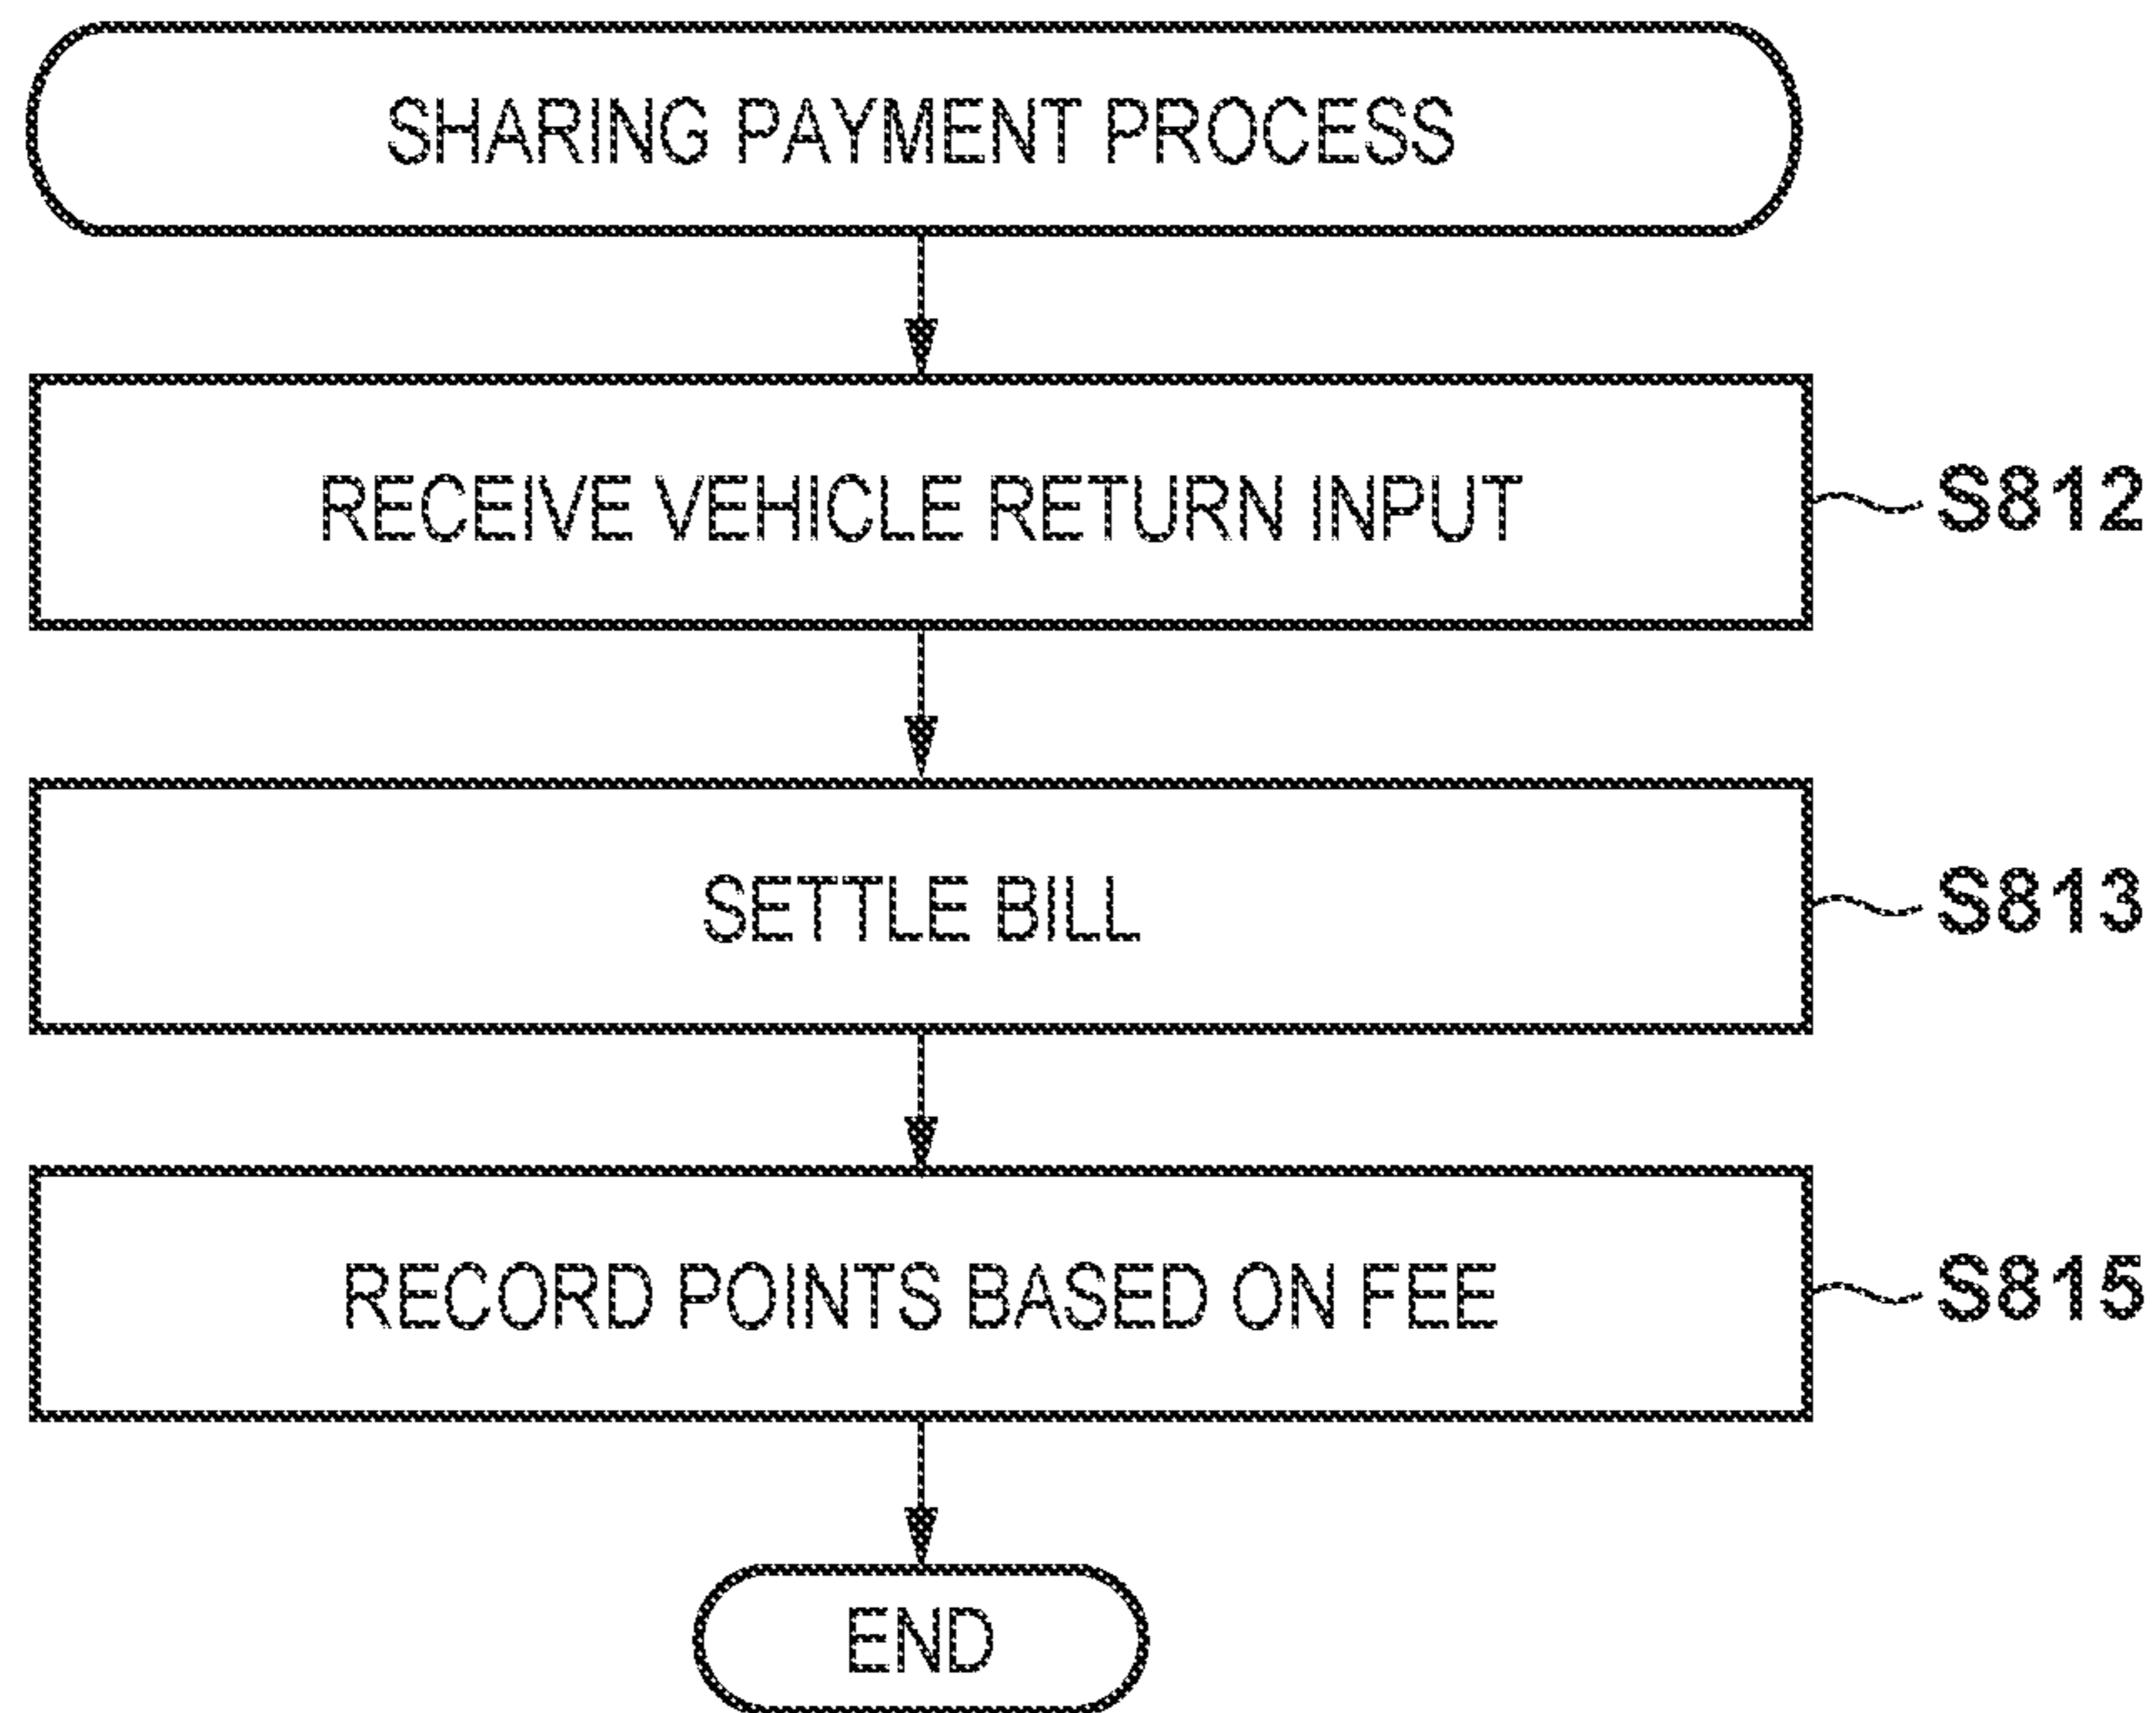 SHARING PAYMENT PROCESS
RECEIVE VEHICLE RETURN INPUT
S812
SETTLE BILL
S813
RECORD POINTS BASED ON FEE
S815
END